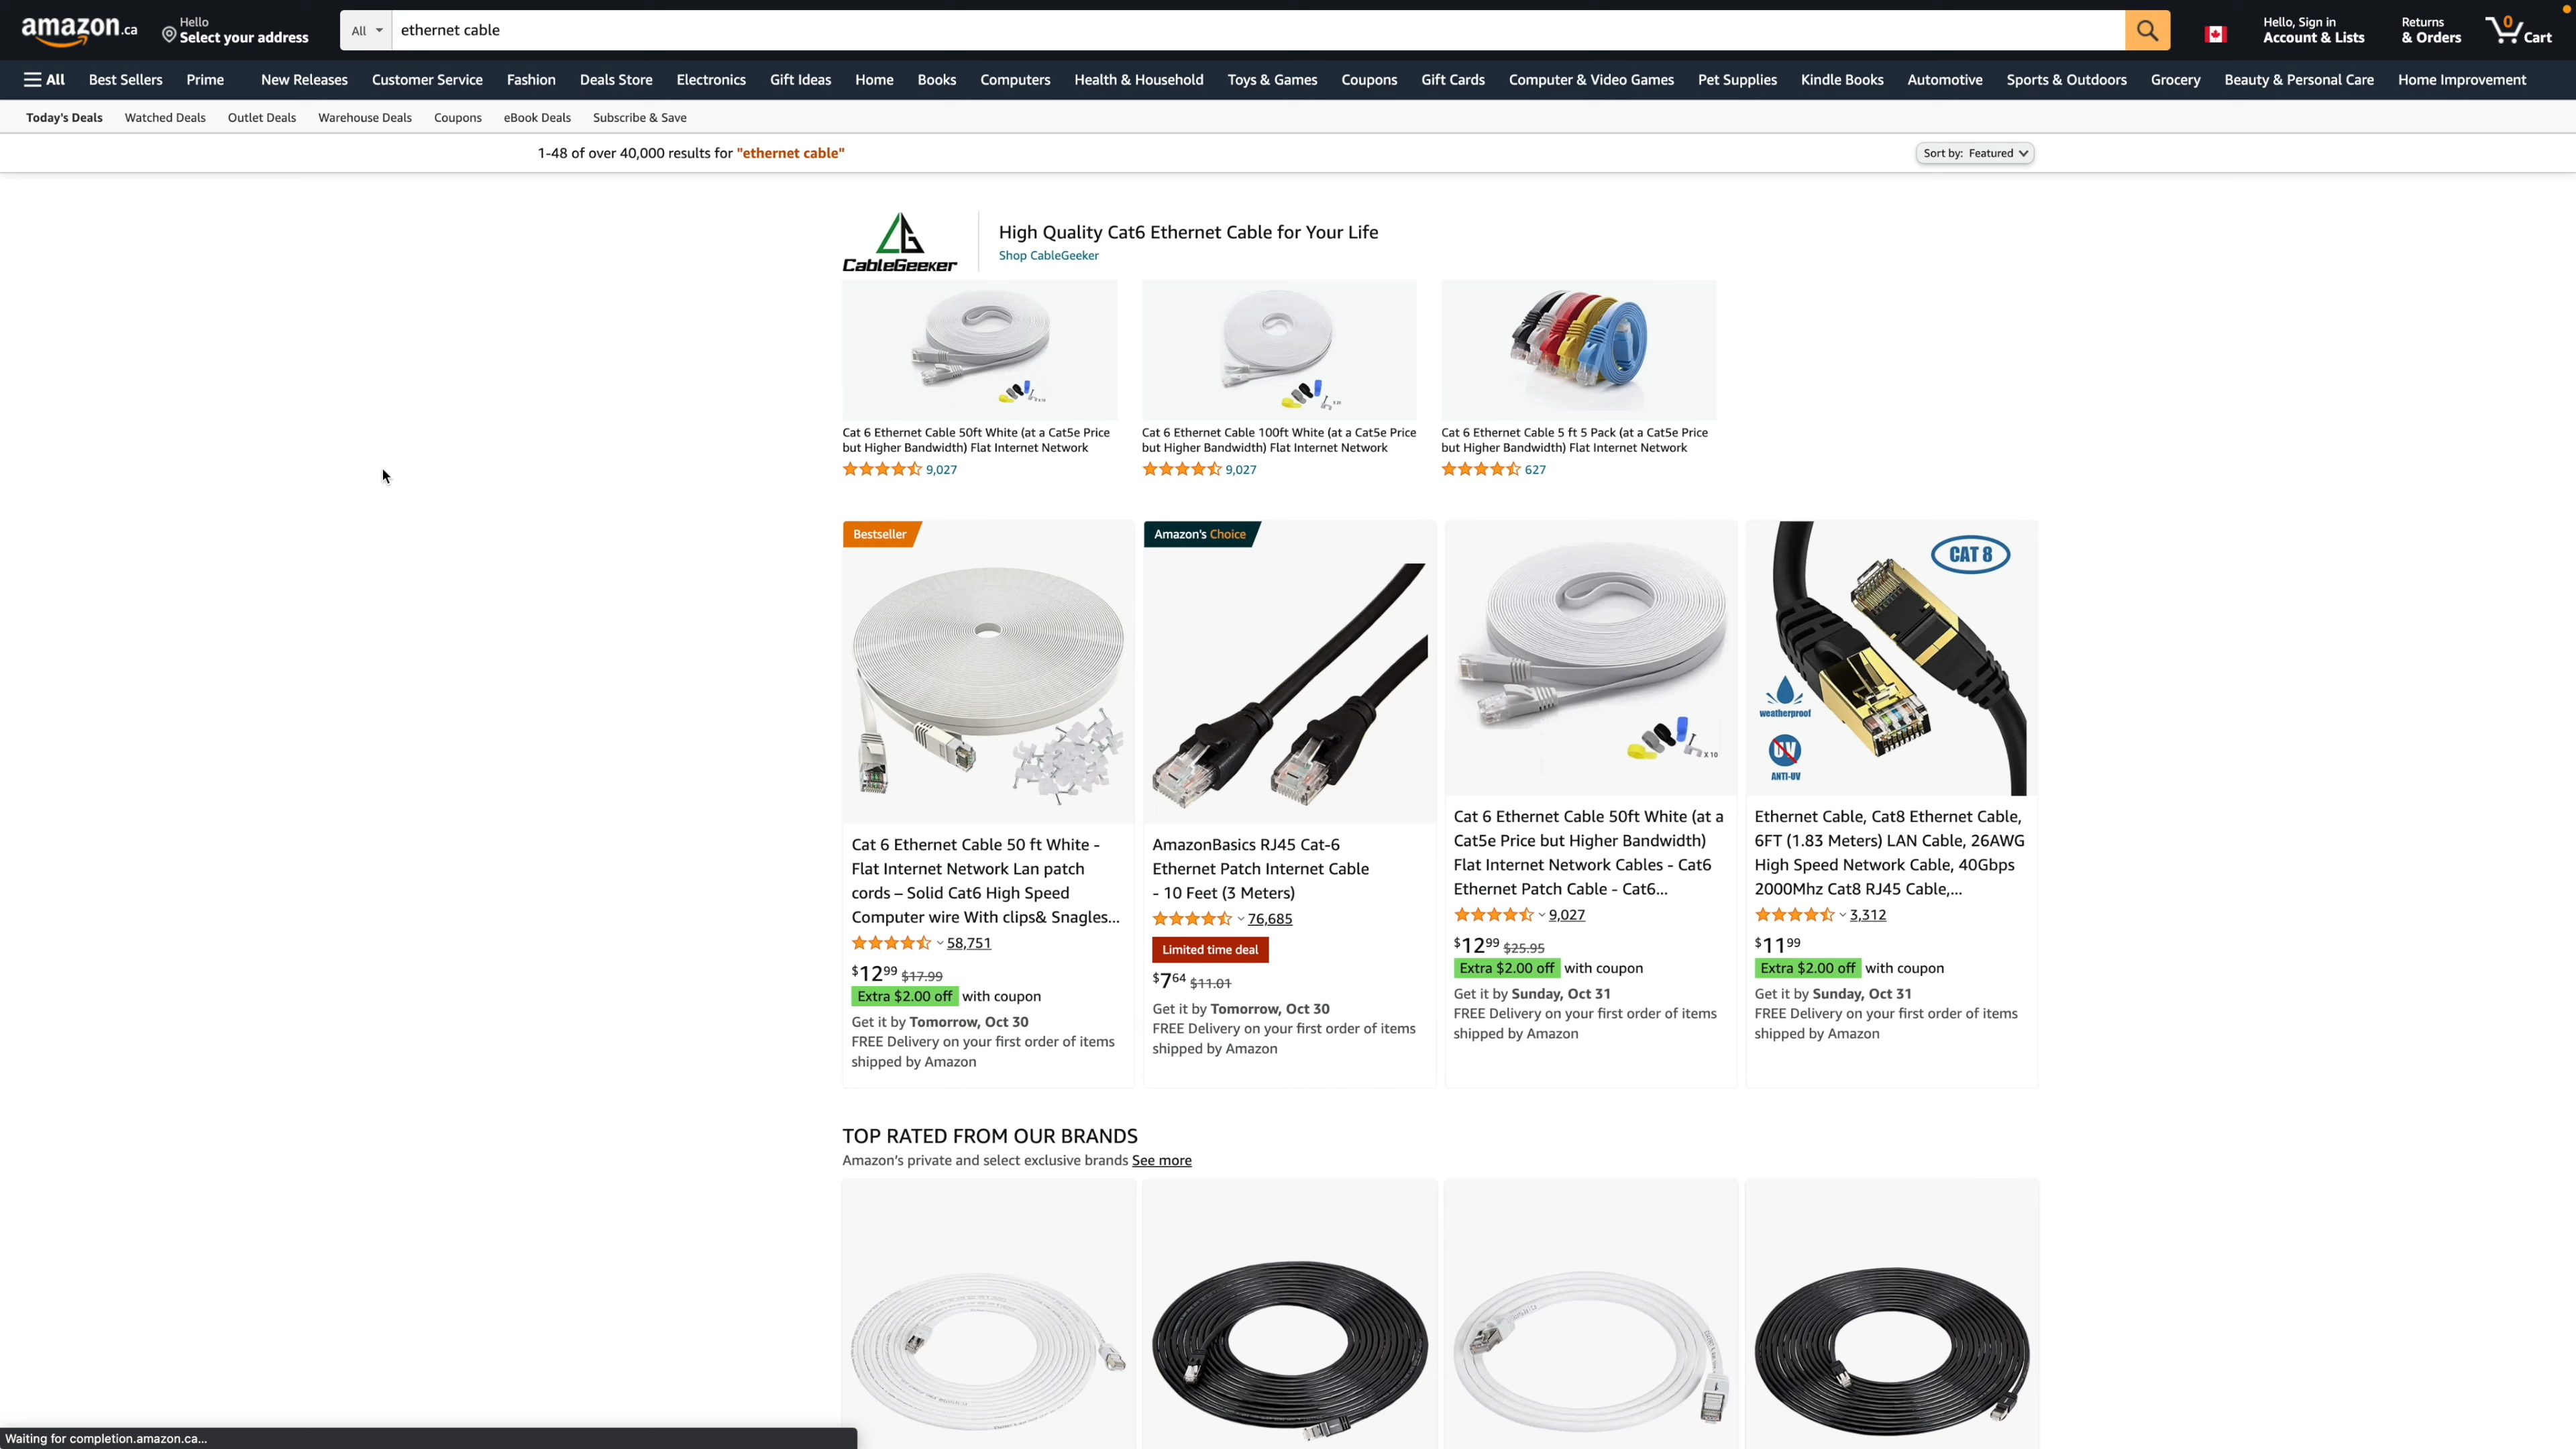 amazon.ca
Hello
Select your address
All
ethernet cable
Hello, Sign in
Account & Lists
Returns
& Orders
0
Cart
All
Best Sellers
Prime
New Releases
Customer Service
Fashion
Deals Store
Electronics
Gift Ideas
Home
Books
Computers
Health & Household
Toys & Games
Coupons
Gift Cards
Computer & Video Games
Pet Supplies
Kindle Books
Automotive
Sports & Outdoors
Grocery
Beauty & Personal Care
Home Improvement
Today's Deals
Watched Deals
Outlet Deals
Warehouse Deals
Coupons
eBook Deals
Subscribe & Save
1-48 of over 40,000 results for "ethernet cable"
Sort by: Featured
CableGeeker
High Quality Cat6 Ethernet Cable for Your Life
Shop CableGeeker
Cat 6 Ethernet Cable 50ft White (at a Cat5e Price
but Higher Bandwidth) Flat Internet Network
9,027
Cat 6 Ethernet Cable 100ft White (at a Cat5e Price
but Higher Bandwidth) Flat Internet Network
9,027
Cat 6 Ethernet Cable 5 ft 5 Pack (at a Cat5e Price
but Higher Bandwidth) Flat Internet Network
627
Bestseller
Cat 6 Ethernet Cable 50 ft White -
Flat Internet Network Lan patch
cords – Solid Cat6 High Speed
Computer wire With clips& Snagles...
58,751
$12.99 $17.99
Extra $2.00 off with coupon
Get it by Tomorrow, Oct 30
FREE Delivery on your first order of items
shipped by Amazon
Amazon's Choice
AmazonBasics RJ45 Cat-6
Ethernet Patch Internet Cable
- 10 Feet (3 Meters)
76,685
Limited time deal
$7.64 $11.01
Get it by Tomorrow, Oct 30
FREE Delivery on your first order of items
shipped by Amazon
X 10
Cat 6 Ethernet Cable 50ft White (at a
Cat5e Price but Higher Bandwidth)
Flat Internet Network Cables - Cat6
Ethernet Patch Cable - Cat6...
9,027
$12.99 $25.95
Extra $2.00 off with coupon
Get it by Sunday, Oct 31
FREE Delivery on your first order of items
shipped by Amazon
CAT 8
weatherproof
UV
ANTI-UV
Ethernet Cable, Cat8 Ethernet Cable,
6FT (1.83 Meters) LAN Cable, 26AWG
High Speed Network Cable, 40Gbps
2000Mhz Cat8 RJ45 Cable,...
3,312
$11.99
Extra $2.00 off with coupon
Get it by Sunday, Oct 31
FREE Delivery on your first order of items
shipped by Amazon
TOP RATED FROM OUR BRANDS
Amazon's private and select exclusive brands See more
Waiting for completion.amazon.ca...